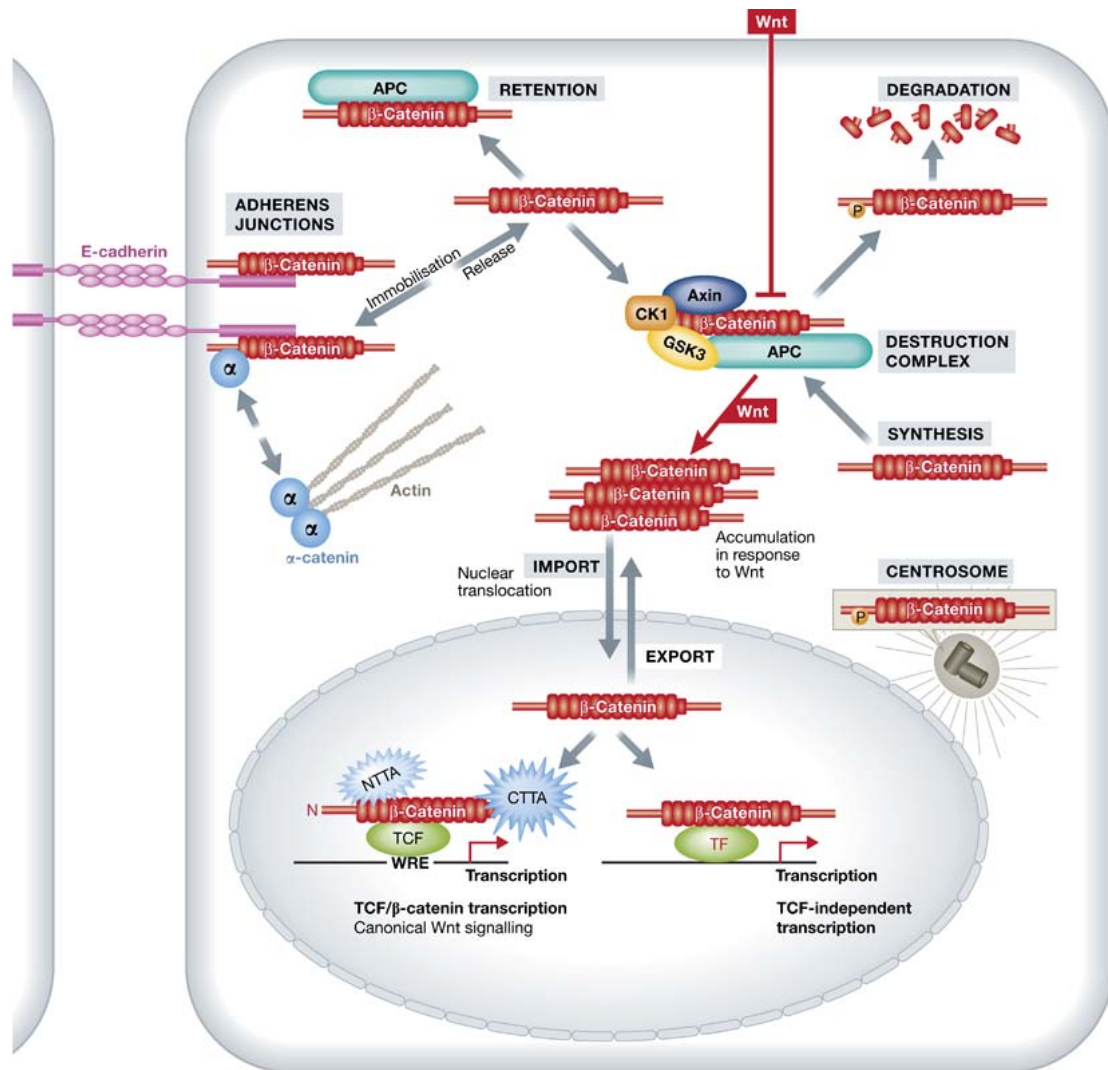 Wnt
APC
β-Catenin
RETENTION
DEGRADATION
β-Catenin
P
β-Catenin
ADHERENS
JUNCTIONS
E-cadherin
β-Catenin
Immobilisation
Release
β-Catenin
α
Axin
CK1
β-Catenin
GSK3
APC
DESTRUCTION
COMPLEX
Wnt
SYNTHESIS
β-Catenin
Actin
α
α
α-catenin
β-Catenin
β-Catenin
β-Catenin
Accumulation
in response
to Wnt
IMPORT
Nuclear
translocation
EXPORT
CENTROSOME
P
β-Catenin
β-Catenin
NTTA
CTTA
N
β-Catenin
TCF
WRE
Transcription
TCF/β-catenin transcription
Canonical Wnt signalling
β-Catenin
TF
Transcription
TCF-independent
transcription